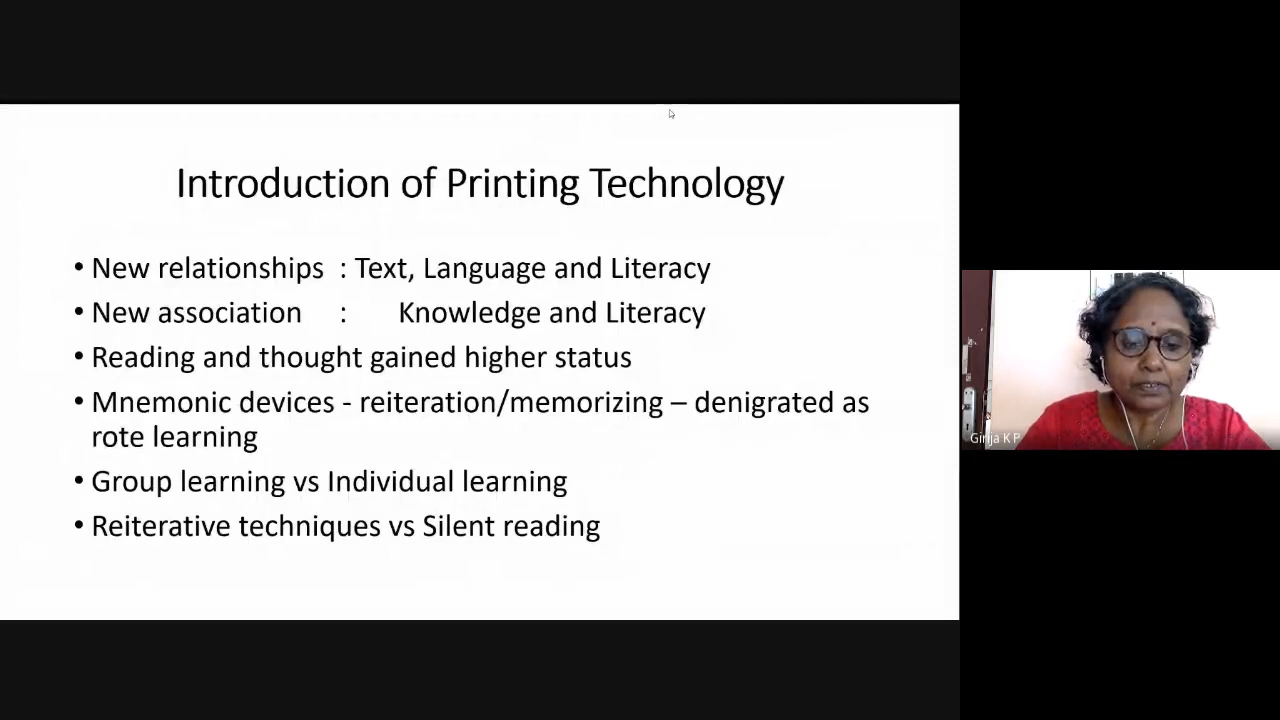 Introduction of Printing Technology
• New relationships : Text, Language and Literacy
• New association : Knowledge and Literacy
• Reading and thought gained higher status
• Mnemonic devices - reiteration/memorizing – denigrated as
rote learning
• Group learning vs Individual learning
• Reiterative techniques vs Silent reading
Girija K P